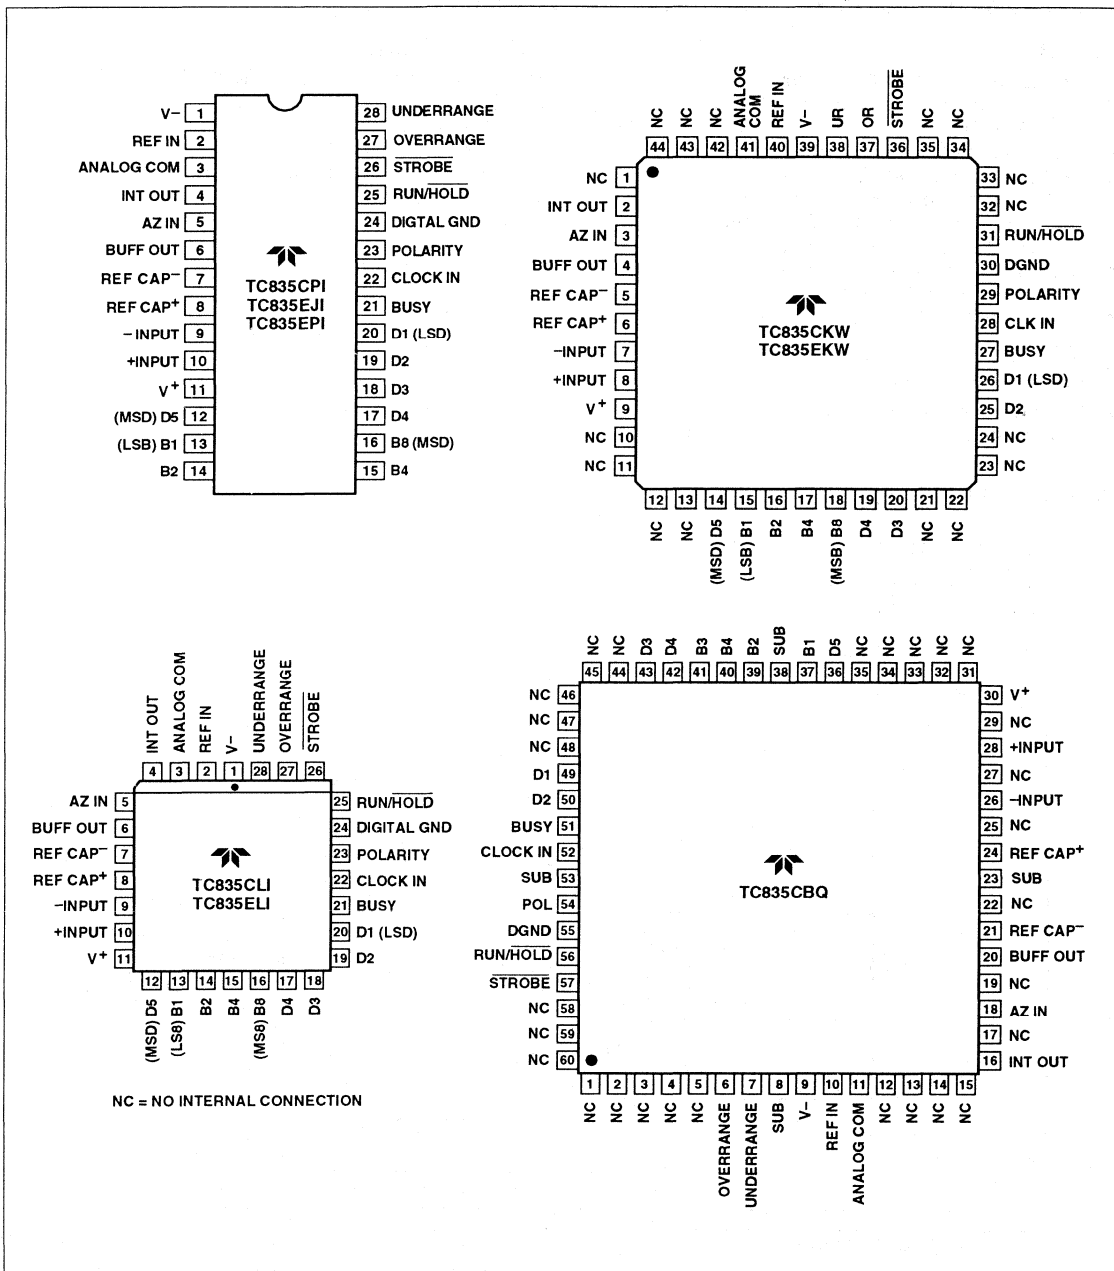 V− 1
REF IN 2
ANALOG COM 3
INT OUT 4
AZ IN 5
BUFF OUT 6
REF CAP− 7
REF CAP+ 8
−INPUT 9
+INPUT 10
V+ 11
(MSD) D5 12
(LSB) B1 13
B2 14
TC835CPI
TC835EJI
TC835EPI
28 UNDERRANGE
27 OVERRANGE
26 STROBE
25 RUN/HOLD
24 DIGTAL GND
23 POLARITY
22 CLOCK IN
21 BUSY
20 D1 (LSD)
19 D2
18 D3
17 D4
16 B8 (MSD)
15 B4
NC 44
NC 43
NC 42
ANALOG COM 41
REF IN 40
V− 39
UR 38
OR 37
STROBE 36
NC 35
NC 34
NC 1
INT OUT 2
AZ IN 3
BUFF OUT 4
REF CAP− 5
REF CAP+ 6
−INPUT 7
+INPUT 8
V+ 9
NC 10
NC 11
TC835CKW
TC835EKW
33 NC
32 NC
31 RUN/HOLD
30 DGND
29 POLARITY
28 CLK IN
27 BUSY
26 D1 (LSD)
25 D2
24 NC
23 NC
12 NC
13 NC
14 (MSD) D5
15 (LSB) B1
16 B2
17 B4
18 (MSB) B8
19 D4
20 D3
21 NC
22 NC
INT OUT 4
ANALOG COM 3
REF IN 2
V− 1
UNDERRANGE 28
OVERRANGE 27
STROBE 26
AZ IN 5
BUFF OUT 6
REF CAP− 7
REF CAP+ 8
−INPUT 9
+INPUT 10
V+ 11
TC835CLI
TC835ELI
25 RUN/HOLD
24 DIGITAL GND
23 POLARITY
22 CLOCK IN
21 BUSY
20 D1 (LSD)
19 D2
12 (MSD) D5
13 (LS8) B1
14 B2
15 B4
16 (MS8) B8
17 D4
18 D3
NC = NO INTERNAL CONNECTION
NC 45
NC 44
D3 43
D4 42
B3 41
B4 40
B2 39
SUB 38
B1 37
D5 36
NC 35
NC 34
NC 33
NC 32
NC 31
NC 46
NC 47
NC 48
D1 49
D2 50
BUSY 51
CLOCK IN 52
SUB 53
POL 54
DGND 55
RUN/HOLD 56
STROBE 57
NC 58
NC 59
NC 60
TC835CBQ
30 V+
29 NC
28 +INPUT
27 NC
26 −INPUT
25 NC
24 REF CAP+
23 SUB
22 NC
21 REF CAP−
20 BUFF OUT
19 NC
18 AZ IN
17 NC
16 INT OUT
1 NC
2 NC
3 NC
4 NC
5 NC
6 OVERRANGE
7 UNDERRANGE
8 SUB
9 V−
10 REF IN
11 ANALOG COM
12 NC
13 NC
14 NC
15 NC